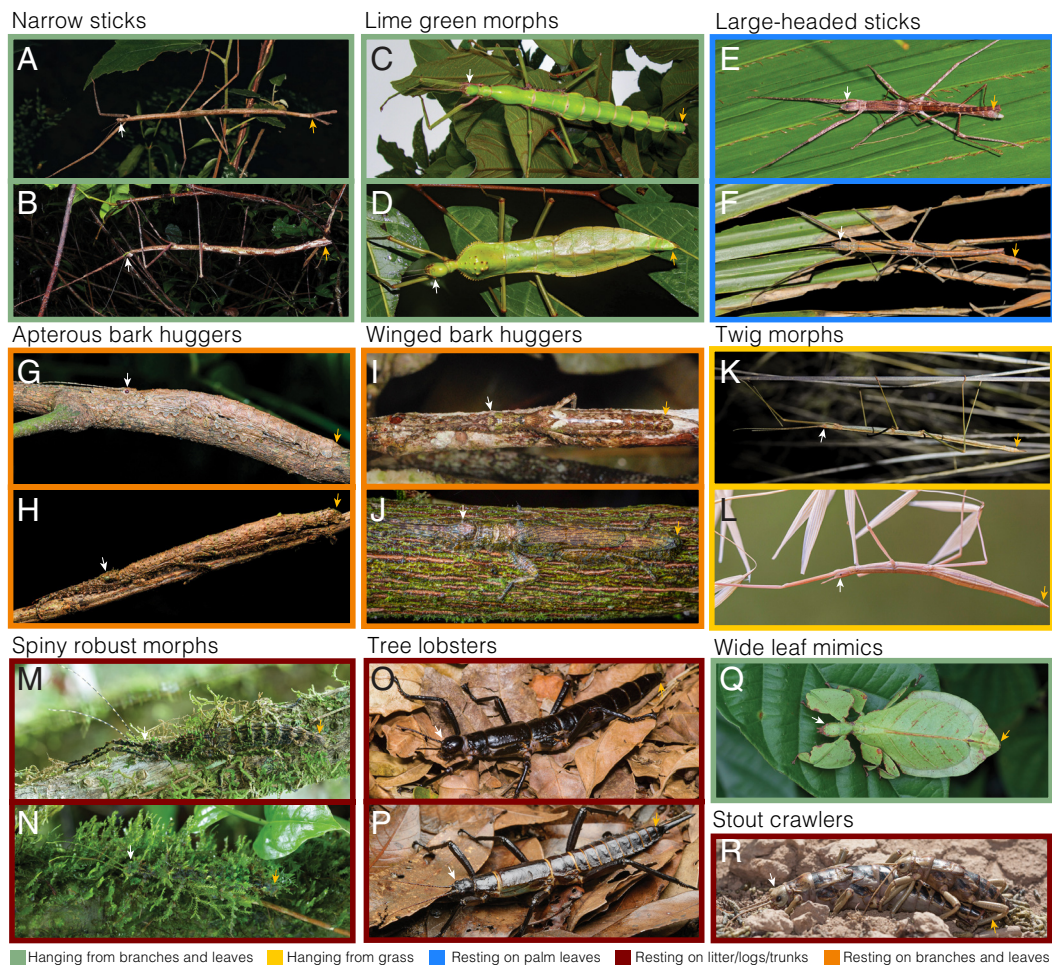 Narrow sticks
Lime green morphs
Large-headed sticks
A
C
E
B
D
F
Apterous bark huggers
Winged bark huggers
Twig morphs
G
I
K
H
J
L
Spiny robust morphs
Tree lobsters
Wide leaf mimics
M
O
Q
N
P
Stout crawlers
R
Hanging from branches and leaves
Hanging from grass
Resting on palm leaves
Resting on litter/logs/trunks
Resting on branches and leaves